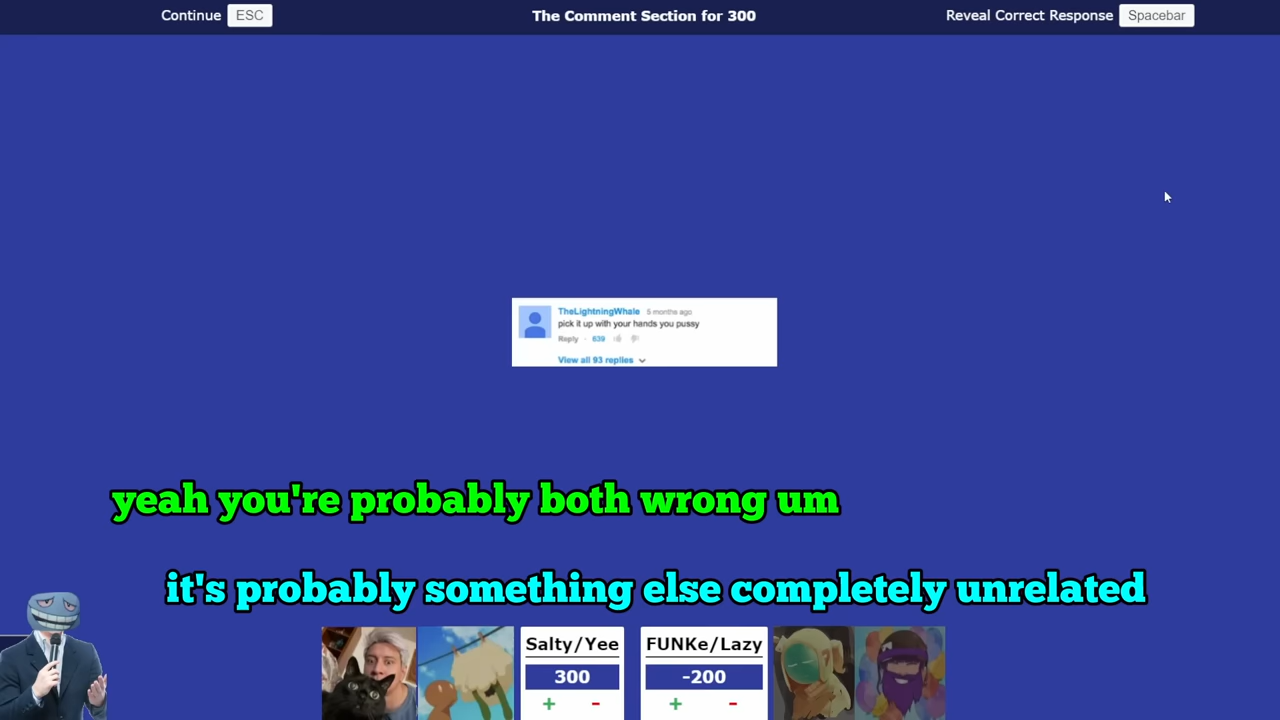 Continue ESC
The Comment Section for 300
Reveal Correct Response Spacebar
TheLightningWhale 5 months ago
pick it up with your hands you pussy
Reply · 639
View all 93 replies
yeah you're probably both wrong um
it's probably something else completely unrelated
Salty/Yee
300
+ -
FUNKe/Lazy
-200
+ -